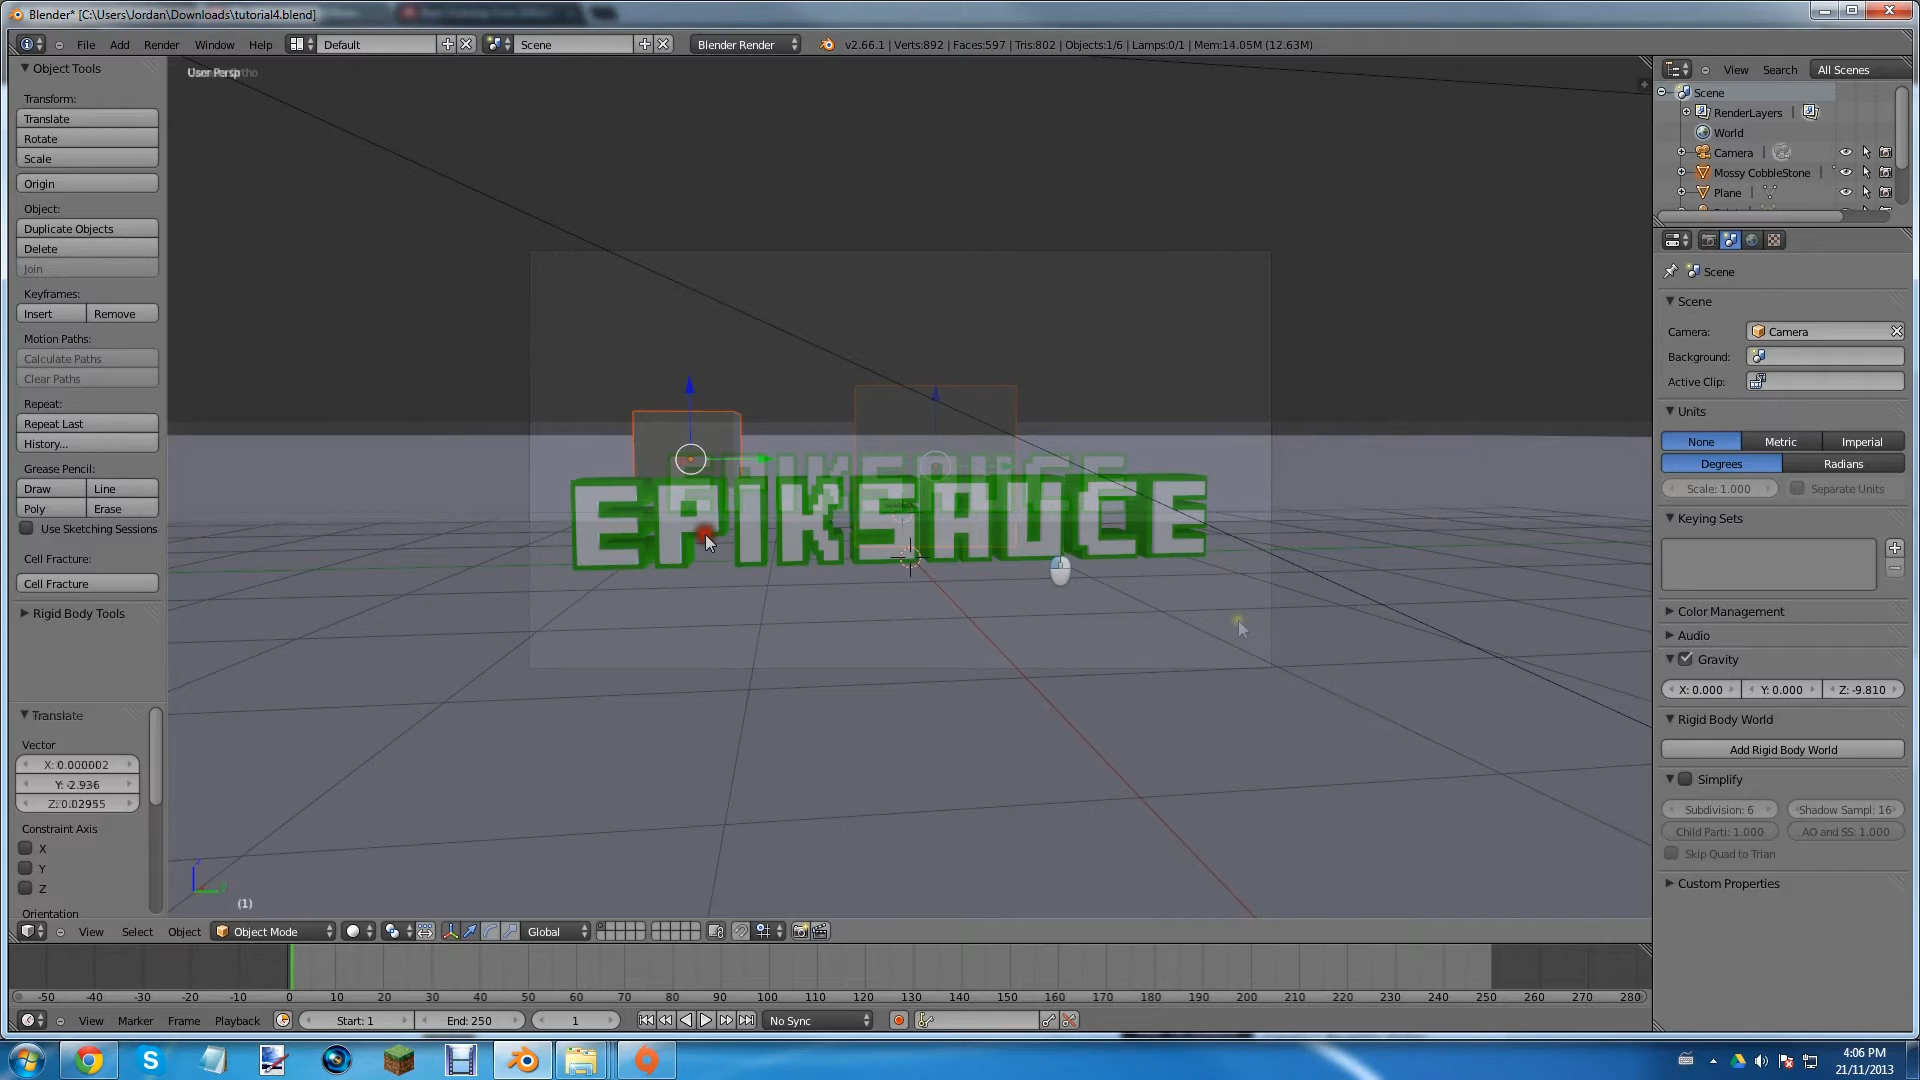 Blender* [C:\Users\Jordan\Downloads\tutorial4.blend]
File Add Render Window Help Default Scene Blender Render v2.66.1 | Verts:892 | Faces:597 | Tris:802 | Objects:1/6 | Lamps:0/1 | Mem:14.05M (12.63M)
Object Tools
Transform:
Translate
Rotate
Scale
Origin
Object:
Duplicate Objects
Delete
Join
Keyframes:
Insert Remove
Motion Paths:
Calculate Paths
Clear Paths
Repeat:
Repeat Last
History...
Grease Pencil:
Draw Line
Poly Erase
Use Sketching Sessions
Cell Fracture:
Cell Fracture
Rigid Body Tools
Translate
Vector
X: 0.000002
Y: -2.936
Z: 0.02955
Constraint Axis
X
Y
Z
Orientation
User Persp
EPIKSAUCE
EPIKSAUCE
(1)
View Select Object Object Mode Global
-50 -40 -30 -20 -10 0 10 20 30 40 50 60 70 80 90 100 110 120 130 140 150 160 170 180 190 200 210 220 230 240 250 260 270 280
View Marker Frame Playback Start: 1 End: 250 1 No Sync
View Search All Scenes
Scene
RenderLayers |
World
Camera |
Mossy CobbleStone |
Plane |
Scene
Scene
Camera: Camera
Background:
Active Clip:
Units
None Metric Imperial
Degrees Radians
Scale: 1.000 Separate Units
Keying Sets
Color Management
Audio
Gravity
X: 0.000 Y: 0.000 Z: -9.810
Rigid Body World
Add Rigid Body World
Simplify
Subdivision: 6 Shadow Sampl: 16
Child Parti: 1.000 AO and SS: 1.000
Skip Quad to Trian
Custom Properties
4:06 PM
21/11/2013